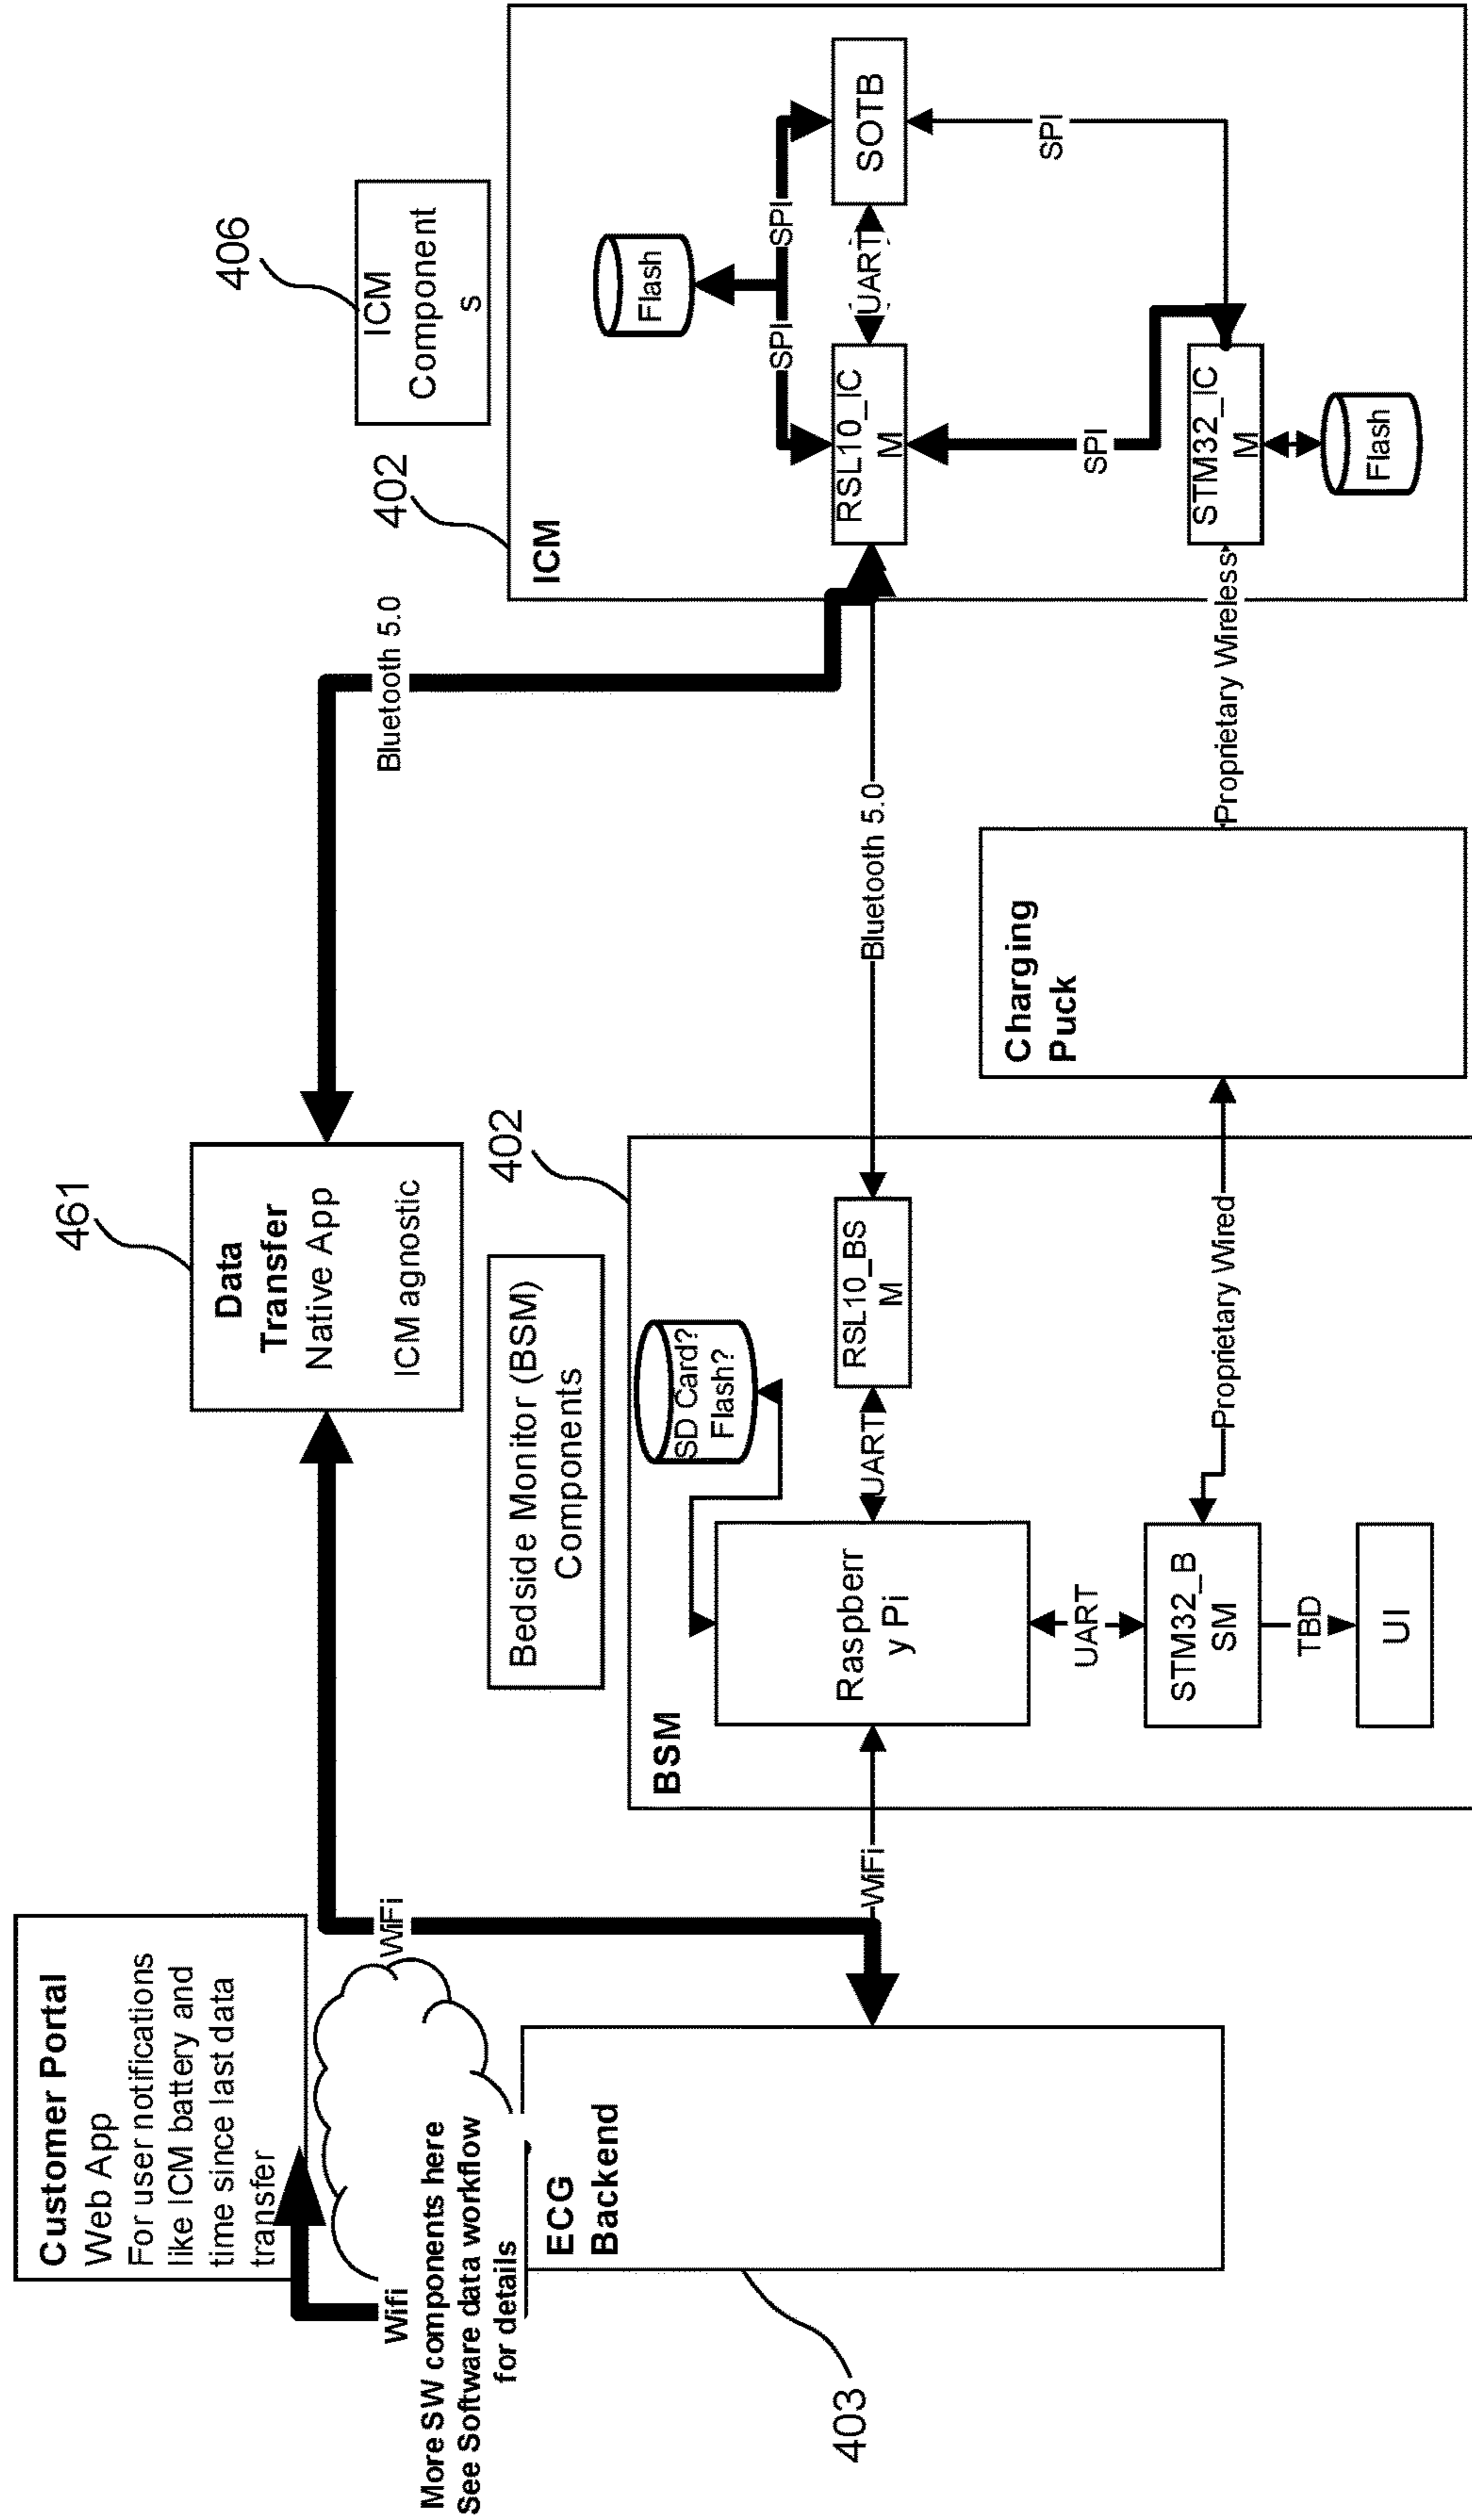 Customer Portal
Web App
For user notifications
like ICM battery and
time since last data
transfer
Wifi
More SW components here
See Software data workflow
for details
ECG
Backend
403
WiFi
WiFi
461
Data
Transfer
Native App
ICM agnostic
Bedside Monitor (BSM)
Components
402
BSM
SD Card?
Flash?
Raspberr
y Pi
UART
RSL10_BS
M
UART
STM32_B
SM
TBD
UI
Proprietary Wired
Charging
Puck
Proprietary Wireless
Bluetooth 5.0
Bluetooth 5.0
406
ICM
Component
s
402
ICM
Flash
SPI
SPI
RSL10_IC
M
UART
SOTB
SPI
SPI
STM32_IC
M
Flash